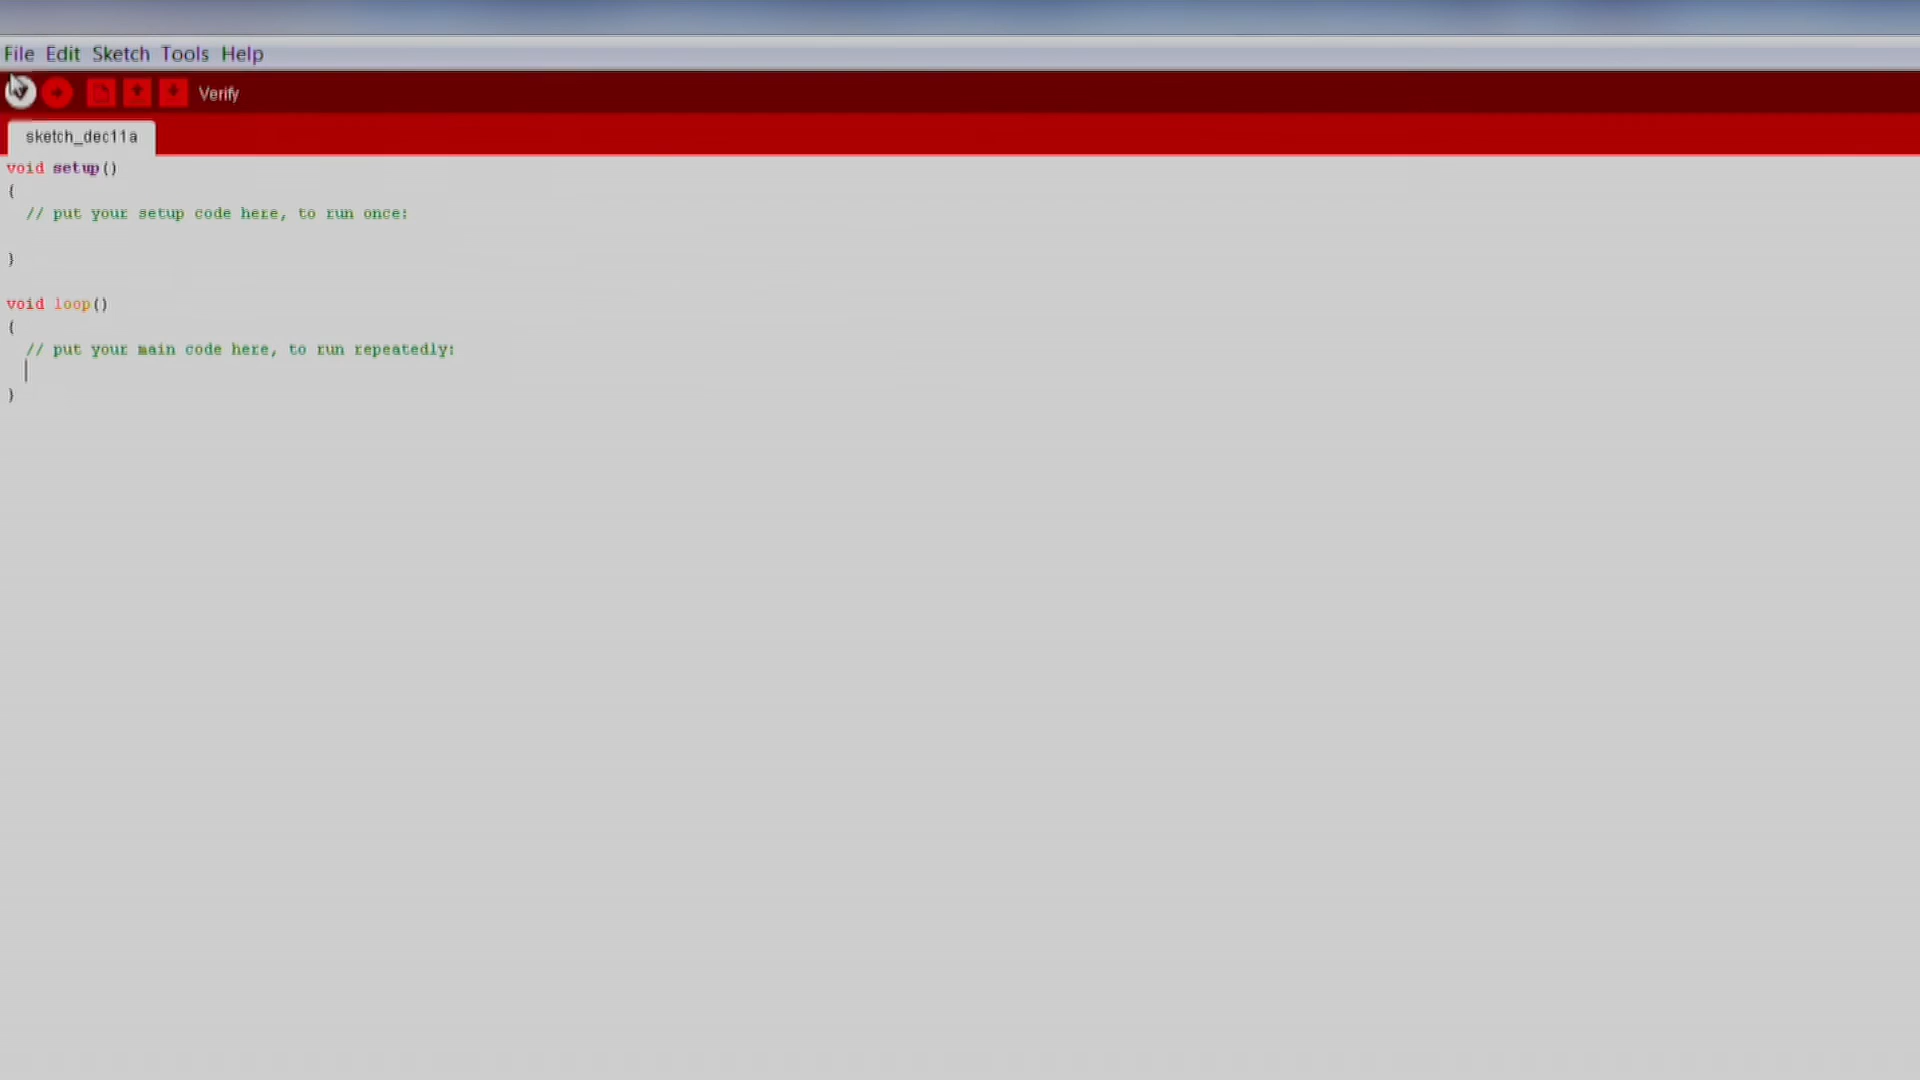 File Edit Sketch Tools Help
Verify
sketch_dec11a
void setup()
{
// put your setup code here, to run once:
}
void loop()
{
// put your main code here, to run repeatedly:
}